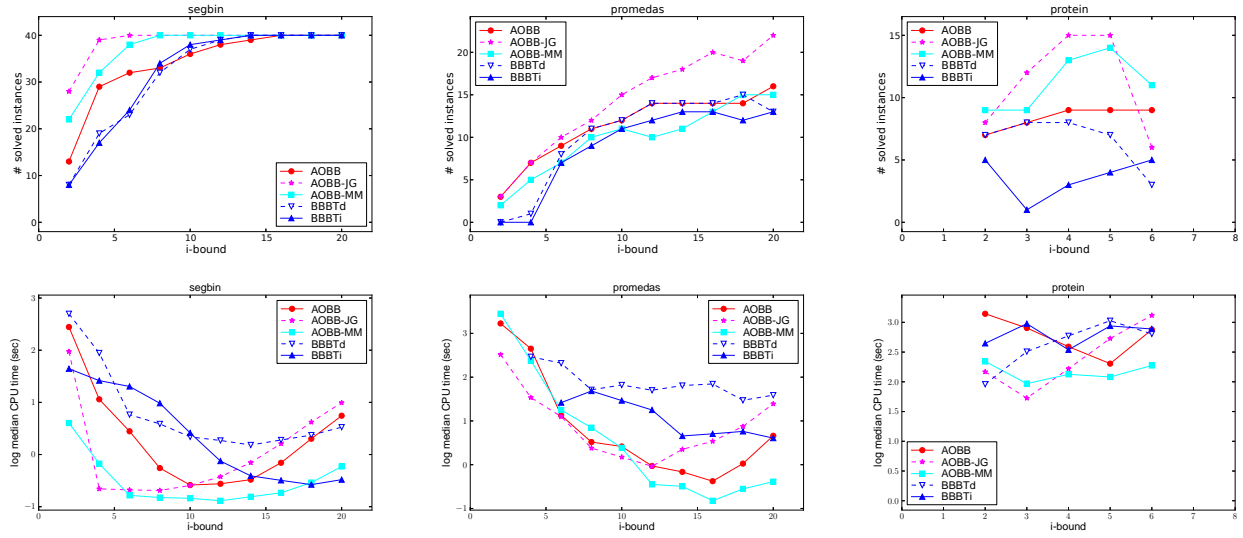 segbin
# solved instances
40
30
20
10
0
AOBB
AOBB-JG
AOBB-MM
BBBTd
BBBTi
0 5 10 15 20
i-bound
promedas
# solved instances
20
15
10
5
0
AOBB
AOBB-JG
AOBB-MM
BBBTd
BBBTi
0 5 10 15 20
i-bound
protein
# solved instances
15
10
5
0
AOBB
AOBB-JG
AOBB-MM
BBBTd
BBBTi
0 1 2 3 4 5 6 7 8
i-bound
segbin
log median CPU time (sec)
3
2
1
0
−1
AOBB
AOBB-JG
AOBB-MM
BBBTd
BBBTi
0 5 10 15 20
i-bound
promedas
log median CPU time (sec)
3
2
1
0
−1
AOBB
AOBB-JG
AOBB-MM
BBBTd
BBBTi
0 5 10 15 20
i-bound
protein
log median CPU time (sec)
3.0
2.5
2.0
1.5
1.0
0.5
0.0
AOBB
AOBB-JG
AOBB-MM
BBBTd
BBBTi
0 1 2 3 4 5 6 7 8
i-bound